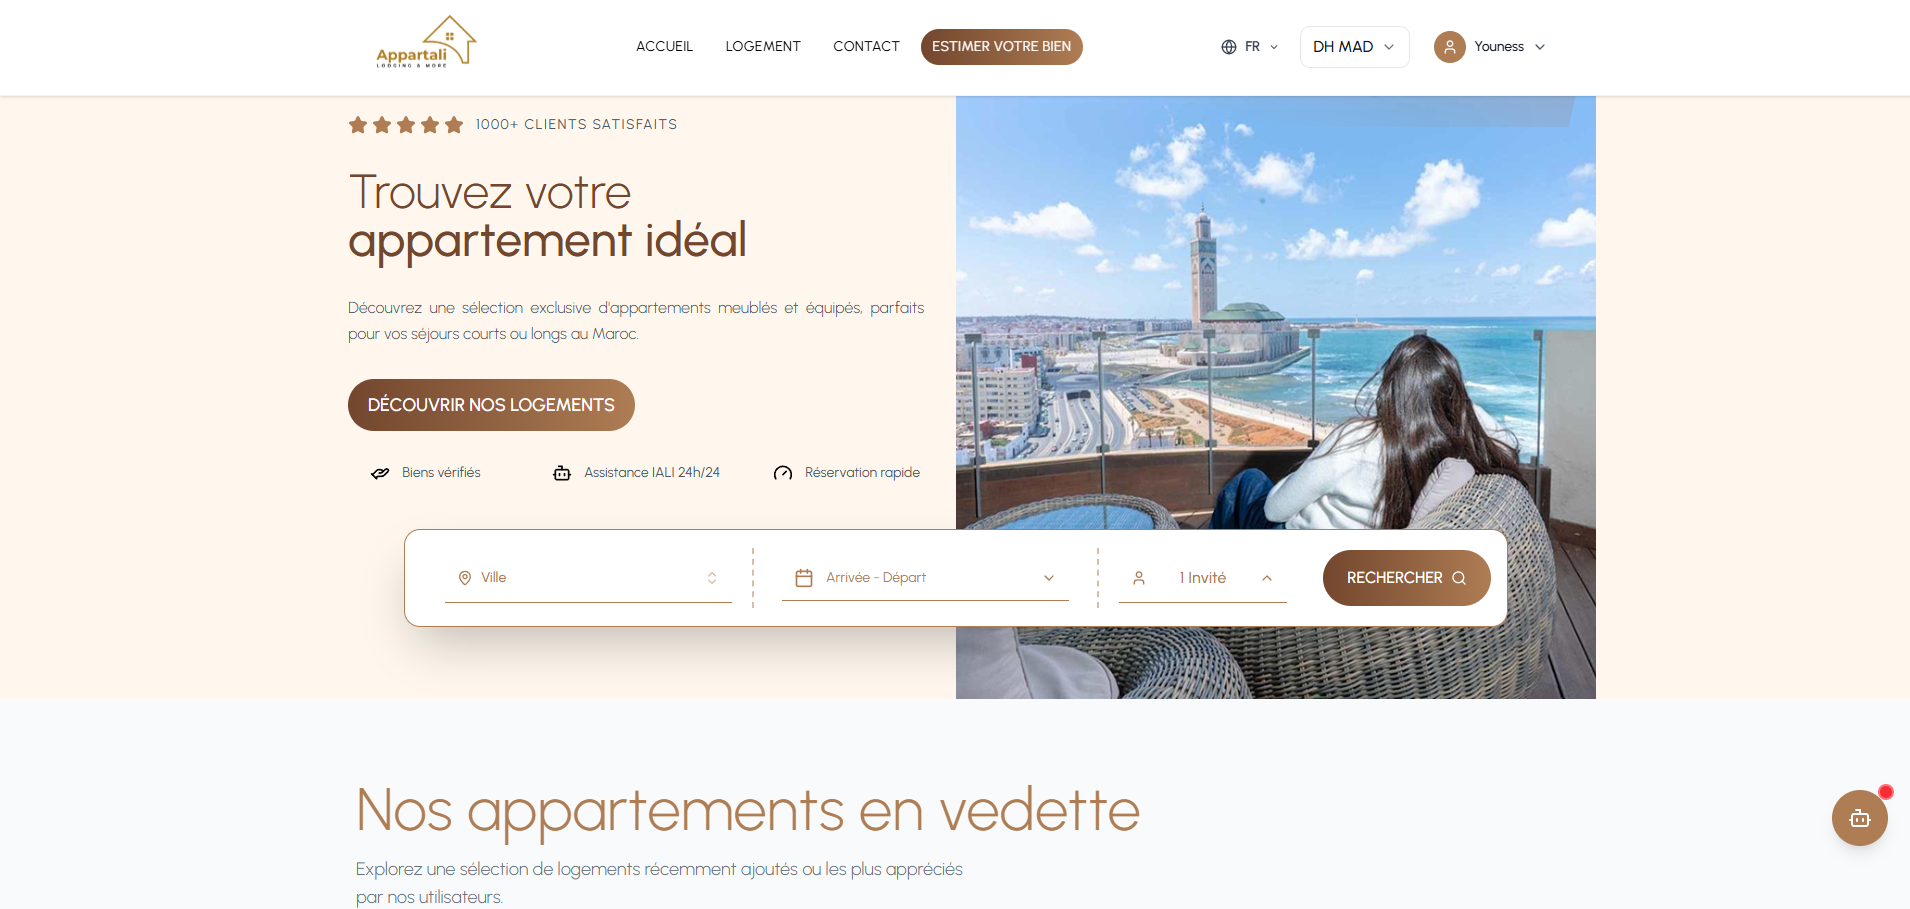 Appartali
LODGING & MORE
ACCUEIL
LOGEMENT
CONTACT
ESTIMER VOTRE BIEN
FR
DH MAD
Youness
1000+ CLIENTS SATISFAITS
Trouvez votre
appartement idéal
Découvrez une sélection exclusive d'appartements meublés et équipés, parfaits
pour vos séjours courts ou longs au Maroc.
DÉCOUVRIR NOS LOGEMENTS
Biens vérifiés
Assistance IALI 24h/24
Réservation rapide
Ville
Arrivée - Départ
1 Invité
RECHERCHER
Nos appartements en vedette
Explorez une sélection de logements récemment ajoutés ou les plus appréciés
par nos utilisateurs.